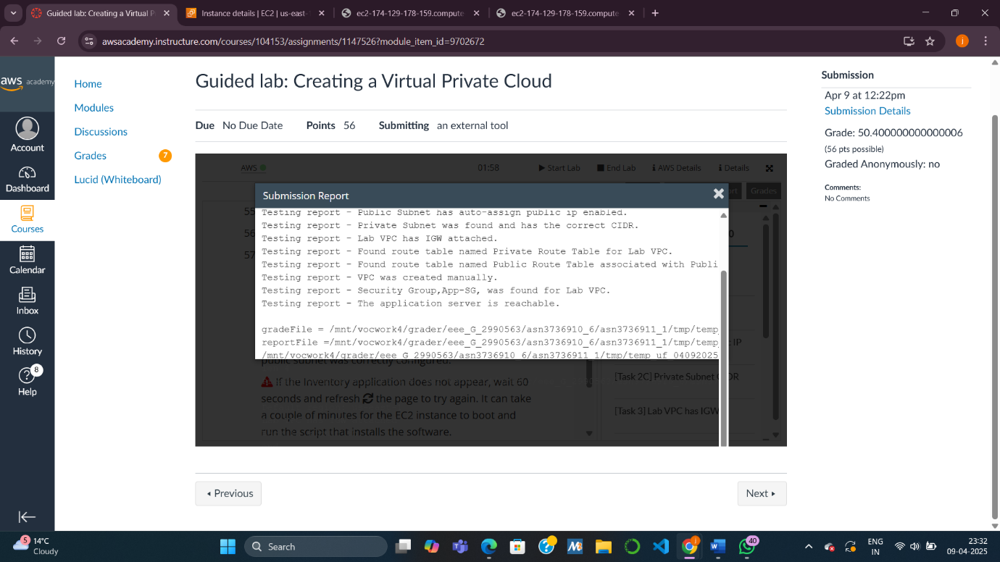 Guided lab: Creating a Virtual P
Instance details | EC2 | us-east-
ec2-174-129-178-159.compute
ec2-174-129-178-159.compute
awsacademy.instructure.com/courses/104153/assignments/1147526?module_item_id=9702672
j
aws academy
Account
Dashboard
Courses
Calendar
Inbox
History
8
Help
Home
Modules
Discussions
Grades 7
Lucid (Whiteboard)
Guided lab: Creating a Virtual Private Cloud
Due No Due Date Points 56 Submitting an external tool
AWS 01:58 Start Lab End Lab AWS Details Details
Grades
Submission Report
Testing report - Public Subnet has auto-assign public ip enabled.
Testing report - Private Subnet was found and has the correct CIDR.
Testing report - Lab VPC has IGW attached.
Testing report - Found route table named Private Route Table for Lab VPC.
Testing report - Found route table named Public Route Table associated with Publi
Testing report - VPC was created manually.
Testing report - Security Group,App-SG, was found for Lab VPC.
Testing report - The application server is reachable.
gradeFile = /mnt/vocwork4/grader/eee_G_2990563/asn3736910_6/asn3736911_1/tmp/temp_
reportFile =/mnt/vocwork4/grader/eee_G_2990563/asn3736910_6/asn3736911_1/tmp/temp_
/mnt/vocwork4/grader/eee_G_2990563/asn3736910_6/asn3736911_1/tmp/temp_uf_04092025
55
56
57
public subnet was correctly configured.
If the Inventory application does not appear, wait 60
seconds and refresh the page to try again. It can take
a couple of minutes for the EC2 instance to boot and
run the script that installs the software.
IP
[Task 2C] Private Subnet CIDR
[Task 3] Lab VPC has IGW
Previous
Next
Submission
Apr 9 at 12:22pm
Submission Details
Grade: 50.400000000000006
(56 pts possible)
Graded Anonymously: no
Comments:
No Comments
5
14°C
Cloudy
Search
j
40
ENG
IN
23:32
09-04-2025